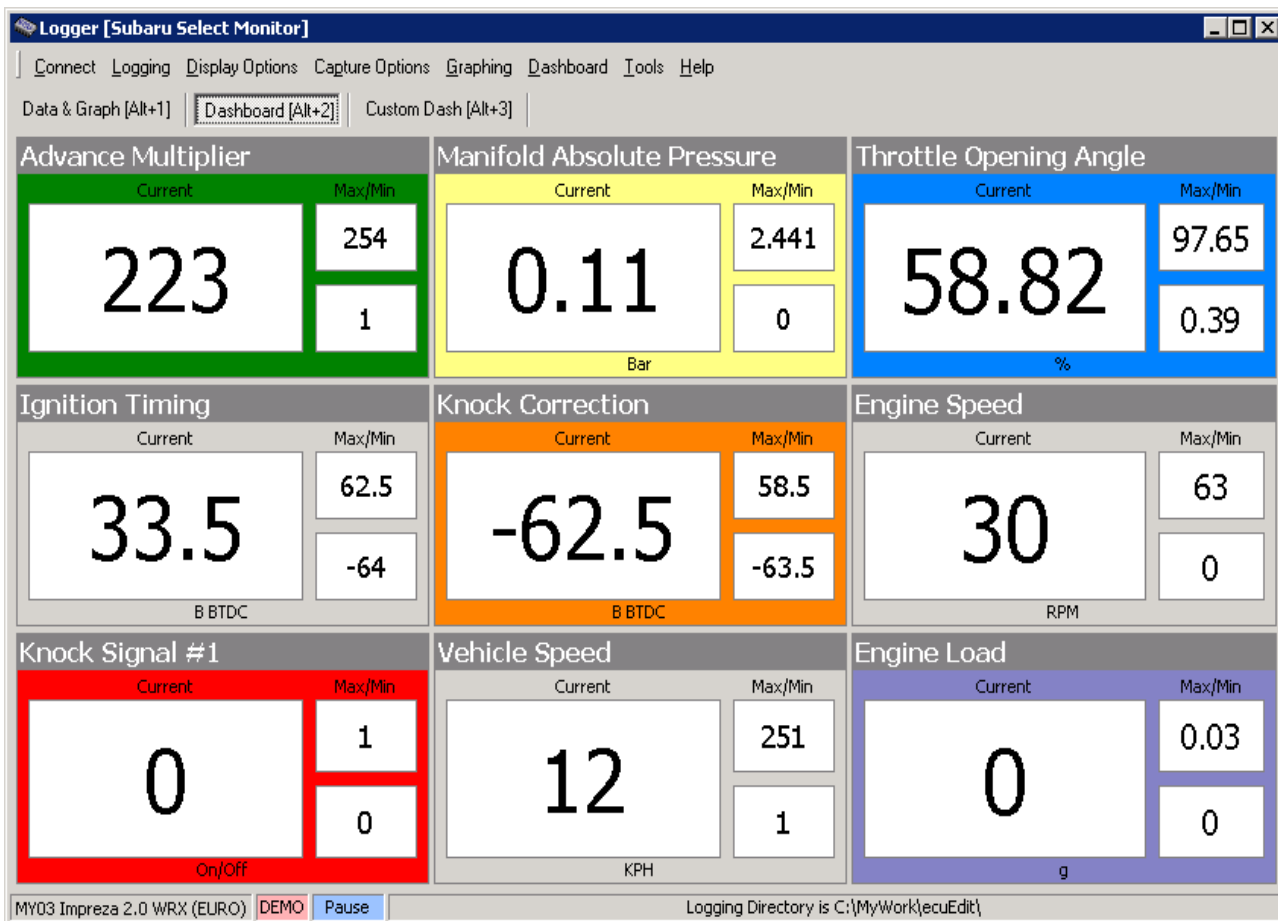 Logger [Subaru Select Monitor]
Connect Logging Display Options Capture Options Graphing Dashboard Tools Help
Data & Graph [Alt+1] Dashboard [Alt+2] Custom Dash [Alt+3]
Advance Multiplier Manifold Absolute Pressure Throttle Opening Angle
Current Max/Min Current Max/Min Current Max/Min
223 254 0.11 2.441 58.82 97.65
1 0 0.39
Bar %
Ignition Timing Knock Correction Engine Speed
Current Max/Min Current Max/Min Current Max/Min
33.5 62.5 -62.5 58.5 30 63
-64 -63.5 0
B BTDC B BTDC RPM
Knock Signal #1 Vehicle Speed Engine Load
Current Max/Min Current Max/Min Current Max/Min
0 1 12 251 0 0.03
0 1 0
On/Off KPH g
MY03 Impreza 2.0 WRX (EURO) DEMO Pause Logging Directory is C:\MyWork\ecuEdit\